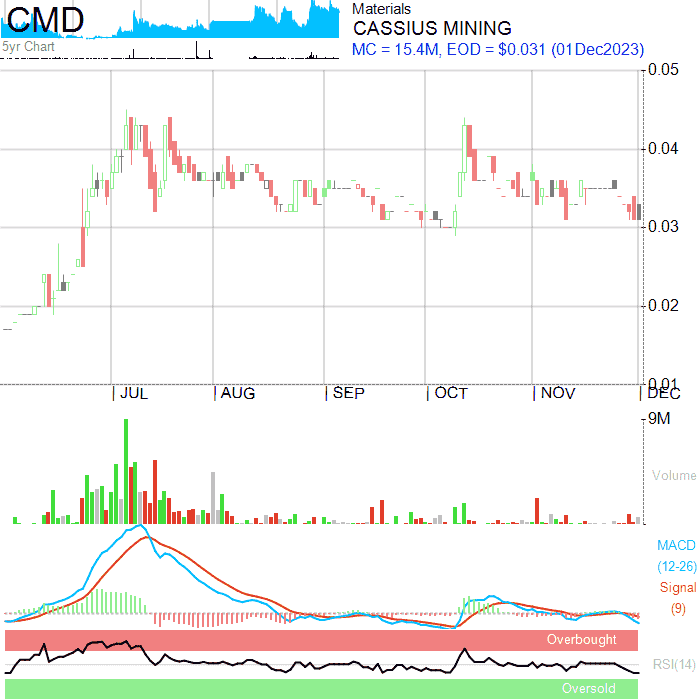 CMD
Materials
CASSIUS MINING
5yr Chart
MC = 15.4M, EOD = $0.031 (01Dec2023)
0.05
0.04
0.03
0.02
0.01
| JUL | AUG | SEP | OCT | NOV | DEC
9M
Volume
MACD
(12-26)
Signal
(9)
Overbought
RSI(14)
Oversold